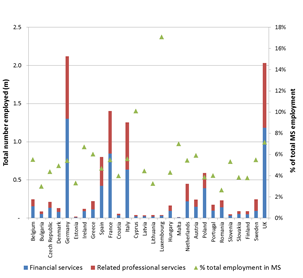 2.5
2.0
1.5
1.0
0.5
-
18%
16%
14%
12%
10%
8%
6%
4%
2%
0%
Total number employed (m)
% of total MS employment
Belgium
Bulgaria
Czech Republic
Denmark
Germany
Estonia
Ireland
Greece
Spain
France
Croatia
Italy
Cyprus
Latvia
Lithuania
Luxembourg
Hungary
Malta
Netherlands
Austria
Poland
Portugal
Romania
Slovenia
Slovakia
Finland
Sweden
UK
Financial services
Related professional servcies
% total employment in MS